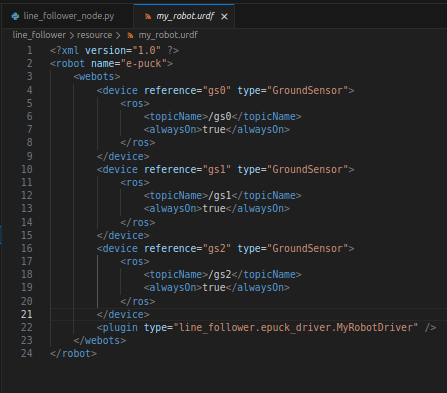 line_follower_node.py
my_robot.urdf
line_follower > resource > my_robot.urdf
1 <?xml version="1.0" ?>
2 <robot name="e-puck">
3 <webots>
4 <device reference="gs0" type="GroundSensor">
5 <ros>
6 <topicName>/gs0</topicName>
7 <alwaysOn>true</alwaysOn>
8 </ros>
9 </device>
10 <device reference="gs1" type="GroundSensor">
11 <ros>
12 <topicName>/gs1</topicName>
13 <alwaysOn>true</alwaysOn>
14 </ros>
15 </device>
16 <device reference="gs2" type="GroundSensor">
17 <ros>
18 <topicName>/gs2</topicName>
19 <alwaysOn>true</alwaysOn>
20 </ros>
21 </device>
22 <plugin type="line_follower.epuck_driver.MyRobotDriver" />
23 </webots>
24 </robot>